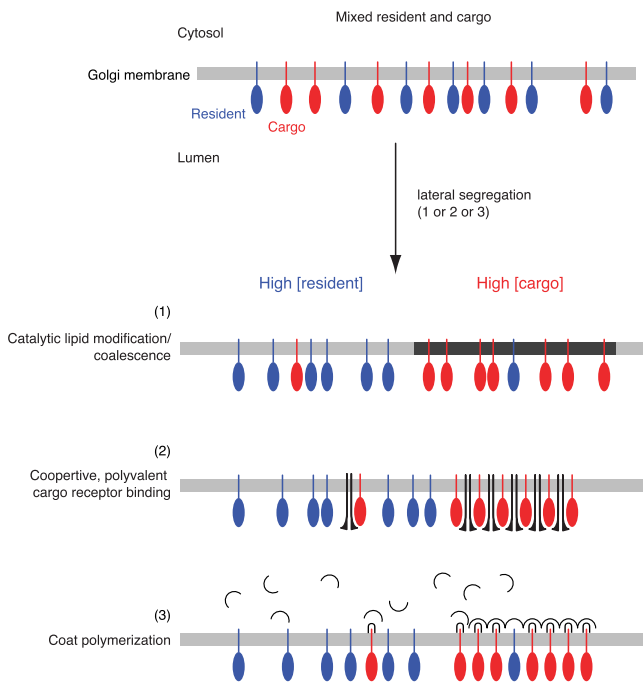 Mixed resident and cargo
Cytosol
Golgi membrane
Resident
Cargo
Lumen
lateral segregation
(1 or 2 or 3)
High [resident]
High [cargo]
(1)
Catalytic lipid modification/
coalescence
(2)
Coopertive, polyvalent
cargo receptor binding
(3)
Coat polymerization